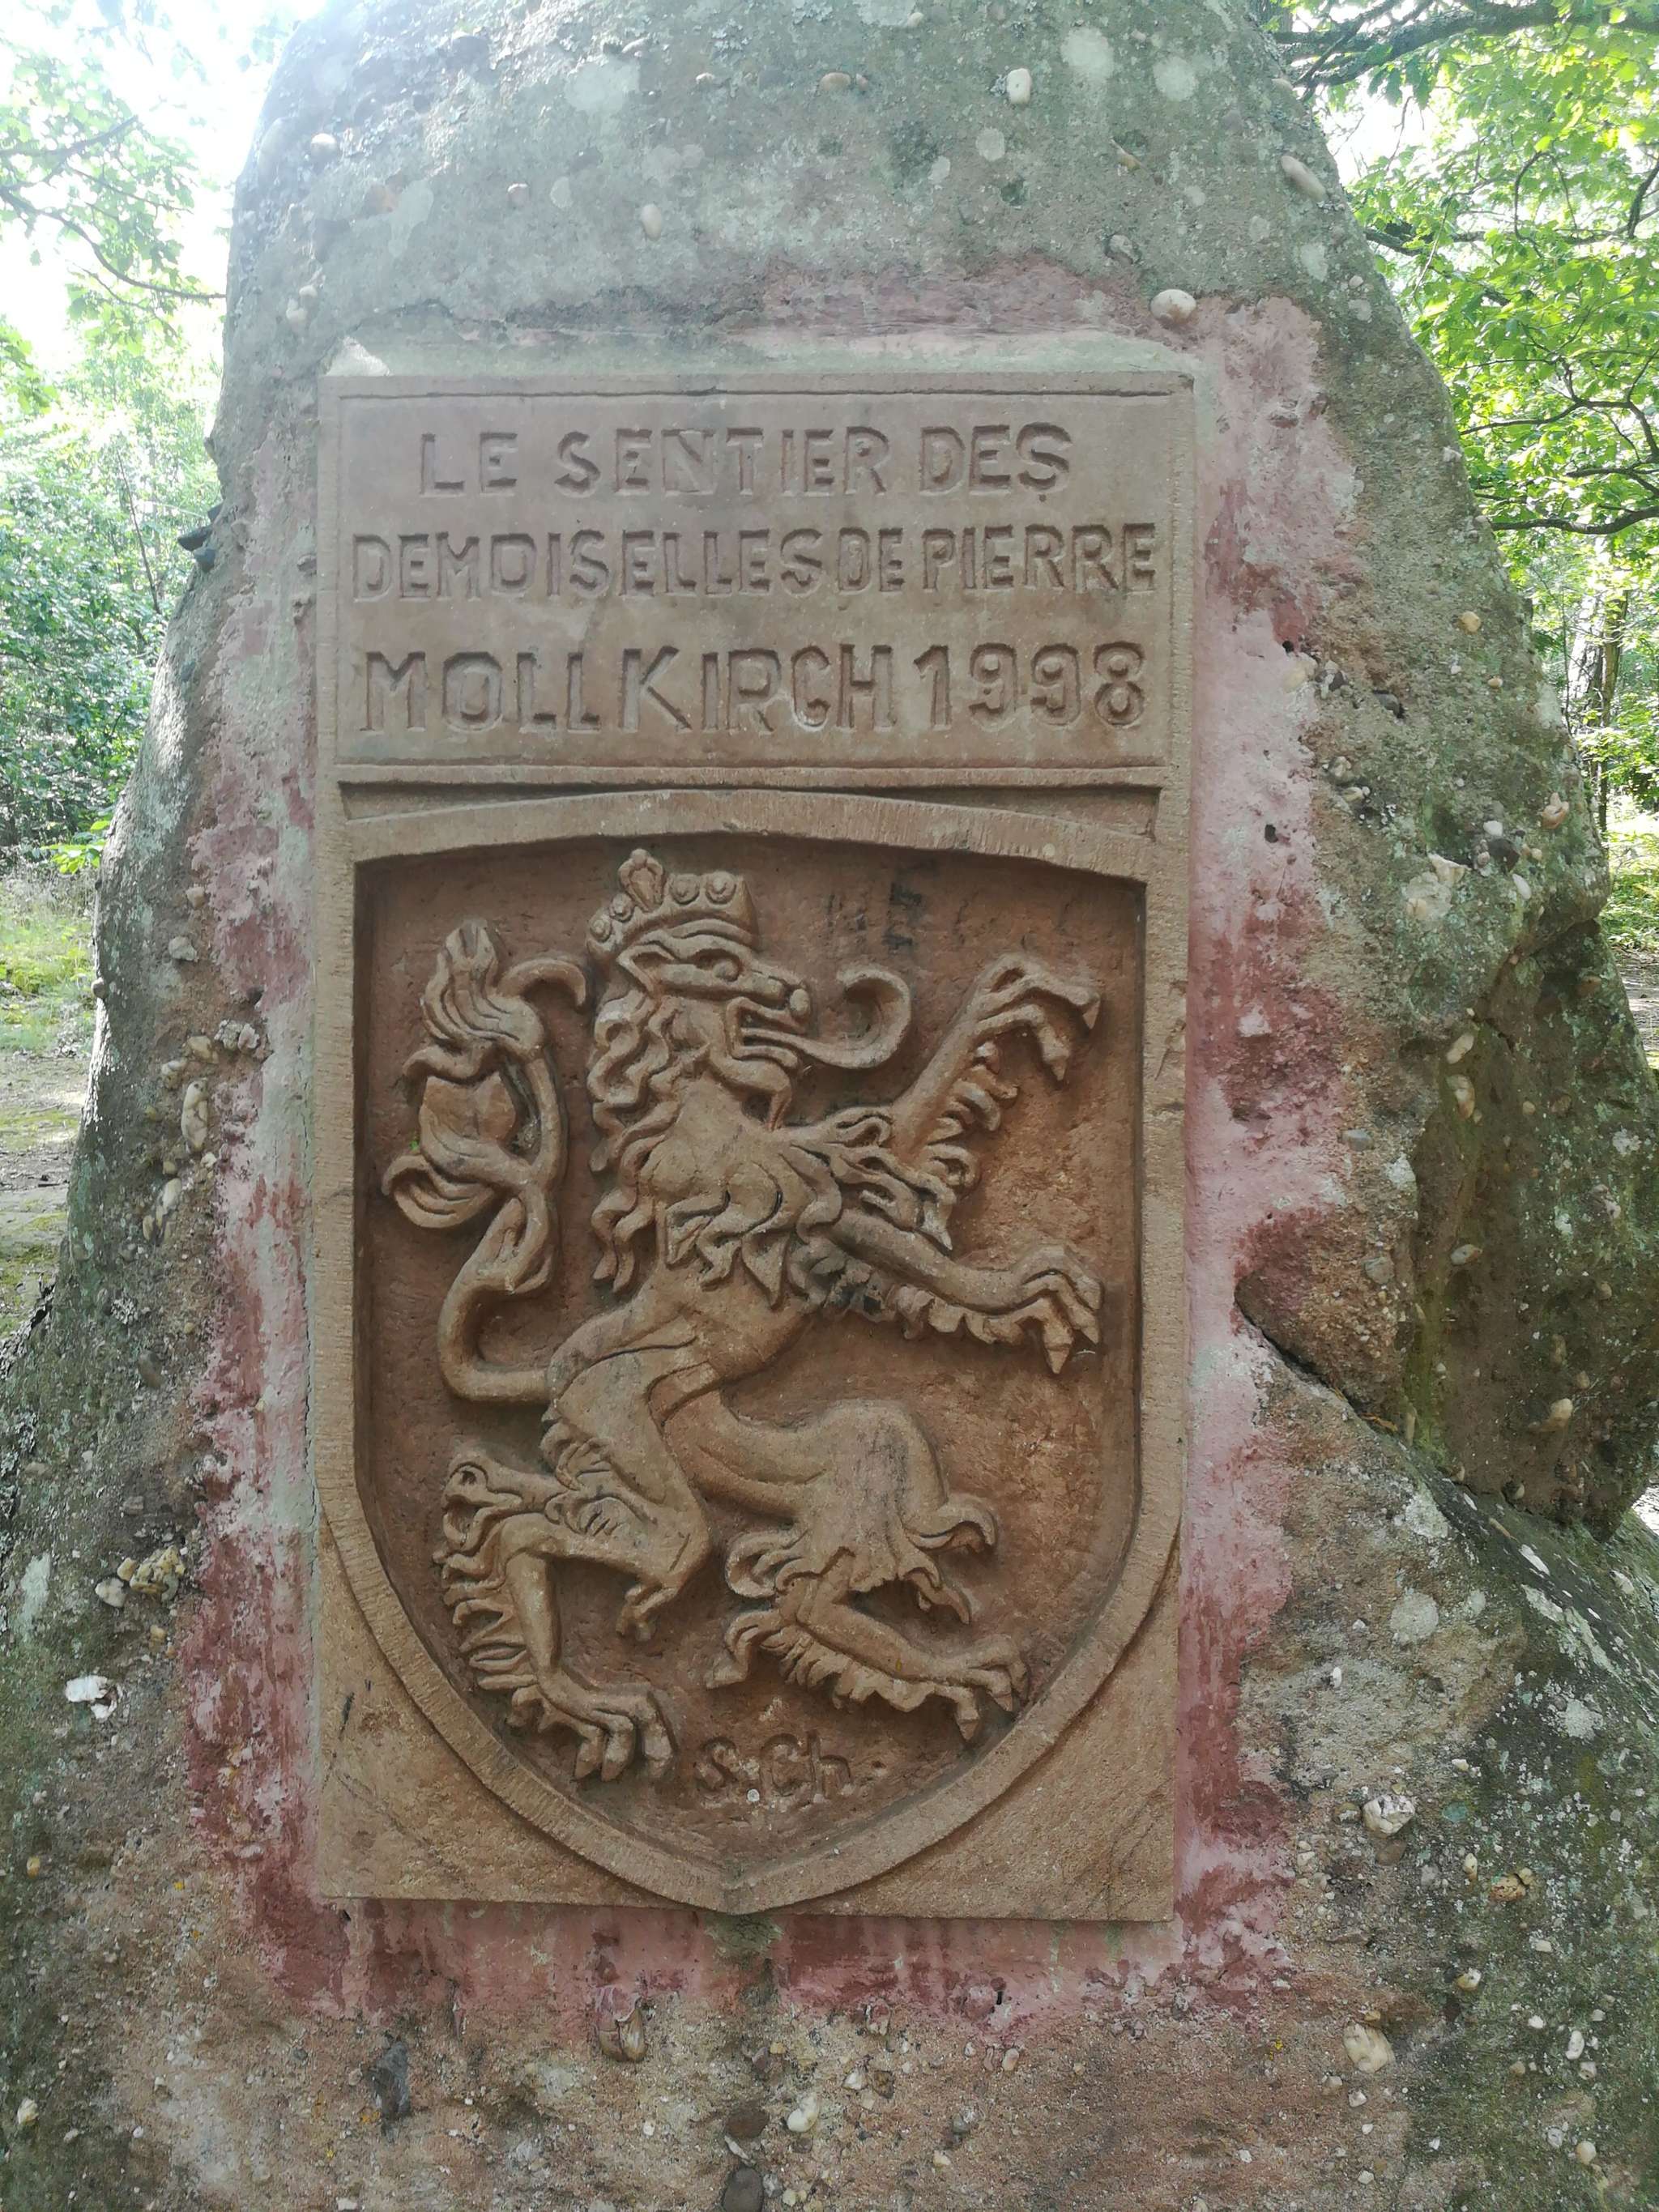 LE SENTIER DES
DEMOISELLES DE PIERRE
MOLLKIRCH 1998
S.Ch.